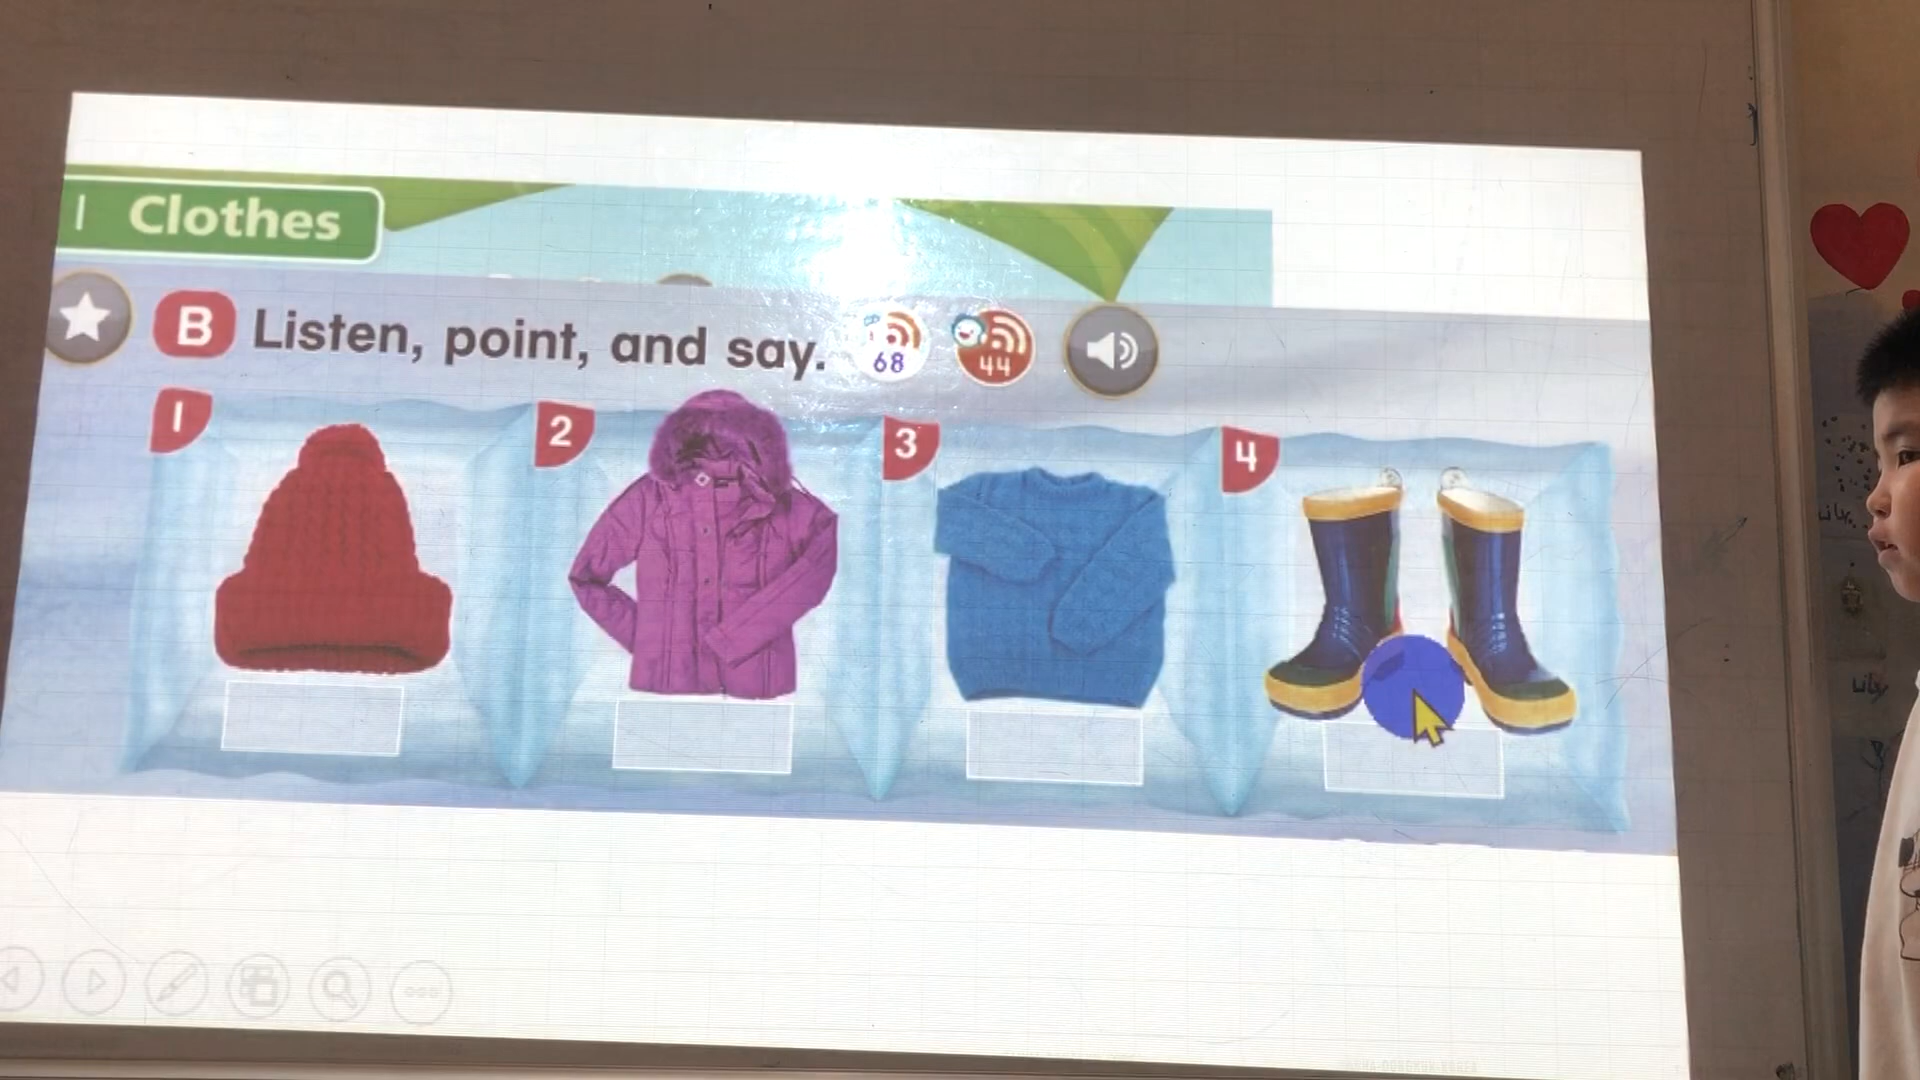 1 Clothes
B Listen, point, and say. 68 44
1 2 3 4